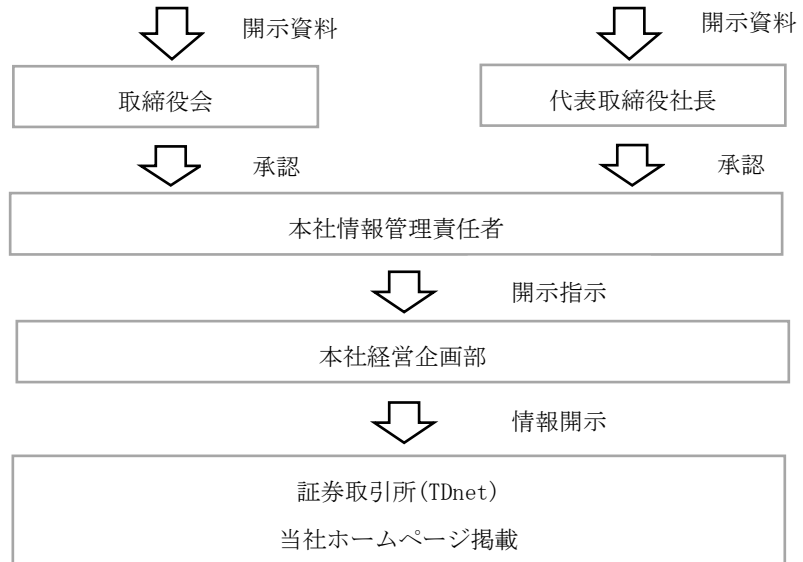 開示資料
開示資料
取締役会
代表取締役社長
承認
承認
本社情報管理責任者
開示指示
本社経営企画部
情報開示
証券取引所(TDnet)
当社ホームページ掲載